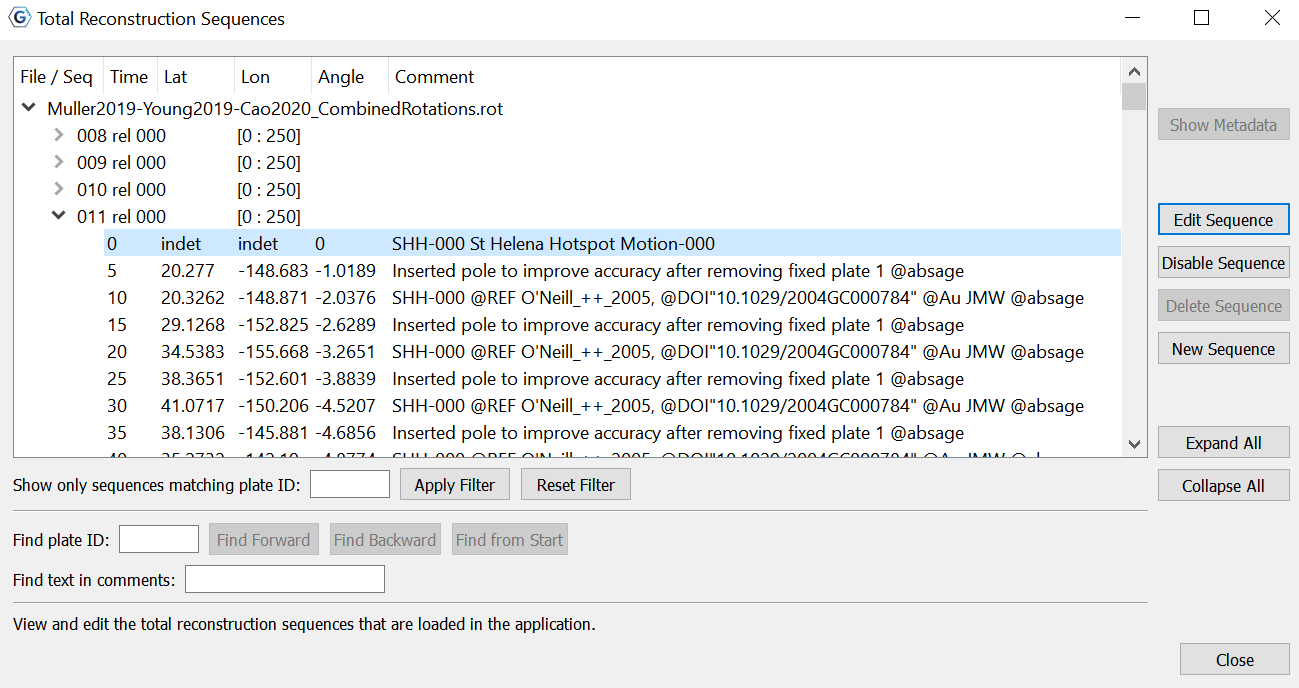 Total Reconstruction Sequences
File / Seq Time Lat Lon Angle Comment
Muller2019-Young2019-Cao2020_CombinedRotations.rot
008 rel 000 [0 : 250]
009 rel 000 [0 : 250]
010 rel 000 [0 : 250]
011 rel 000 [0 : 250]
0 indet indet 0 SHH-000 St Helena Hotspot Motion-000
5 20.277 -148.683 -1.0189 Inserted pole to improve accuracy after removing fixed plate 1 @absage
10 20.3262 -148.871 -2.0376 SHH-000 @REF O'Neill_++_2005, @DOI"10.1029/2004GC000784" @Au JMW @absage
15 29.1268 -152.825 -2.6289 Inserted pole to improve accuracy after removing fixed plate 1 @absage
20 34.5383 -155.668 -3.2651 SHH-000 @REF O'Neill_++_2005, @DOI"10.1029/2004GC000784" @Au JMW @absage
25 38.3651 -152.601 -3.8839 Inserted pole to improve accuracy after removing fixed plate 1 @absage
30 41.0717 -150.206 -4.5207 SHH-000 @REF O'Neill_++_2005, @DOI"10.1029/2004GC000784" @Au JMW @absage
35 38.1306 -145.881 -4.6856 Inserted pole to improve accuracy after removing fixed plate 1 @absage
Show Metadata
Edit Sequence
Disable Sequence
Delete Sequence
New Sequence
Expand All
Collapse All
Show only sequences matching plate ID: Apply Filter Reset Filter
Find plate ID: Find Forward Find Backward Find from Start
Find text in comments:
View and edit the total reconstruction sequences that are loaded in the application.
Close